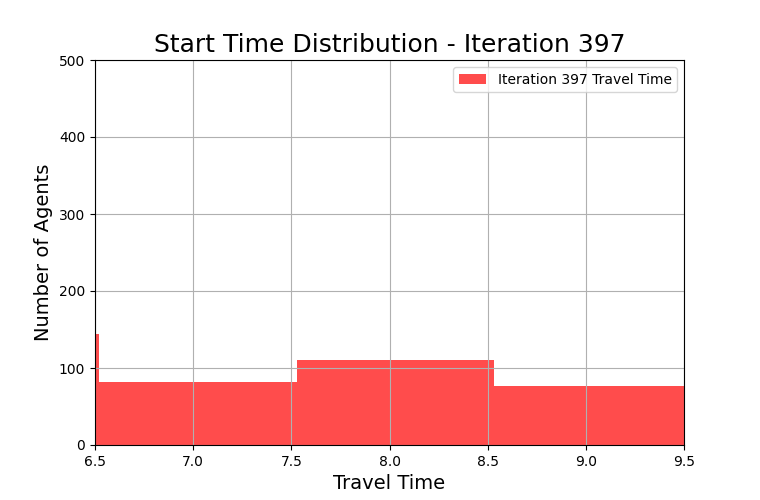 Start Time Distribution - Iteration 397
Iteration 397 Travel Time
Number of Agents
500
400
300
200
100
0
6.5 7.0 7.5 8.0 8.5 9.0 9.5
Travel Time